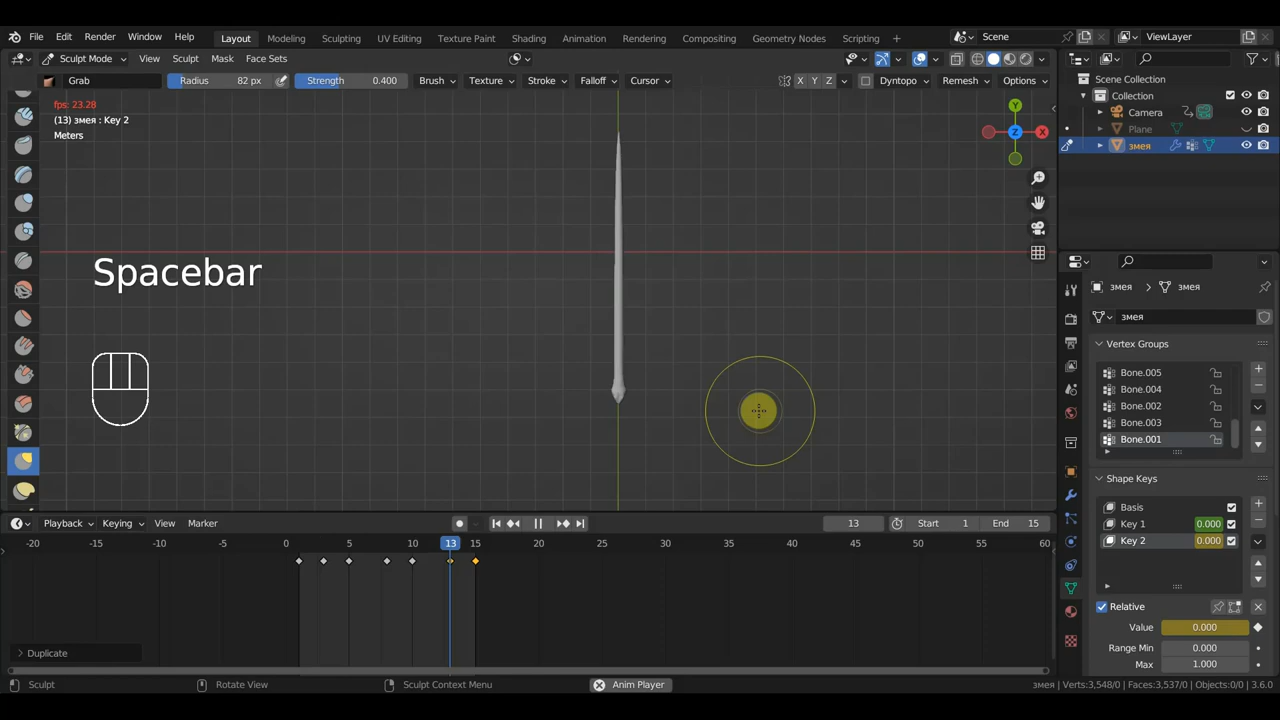 File Edit Render Window Help Layout Modeling Sculpting UV Editing Texture Paint Shading Animation Rendering Compositing Geometry Nodes Scripting Scene ViewLayer
Sculpt Mode View Sculpt Mask Face Sets
Grab Radius 82 px Strength 0.400 Brush Texture Stroke Falloff Cursor X Y Z Dyntopo Remesh Options
fps: 23.28
(13) змея : Key 2
Meters
Y
Z
X
Spacebar
Scene Collection
Collection
Camera
Plane
змея
змея змея
змея
Vertex Groups
Bone.005
Bone.004
Bone.002
Bone.003
Bone.001
Shape Keys
Basis
Key 1 0.000
Key 2 0.000
Relative
Value 0.000
Range Min 0.000
Max 1.000
Playback Keying View Marker 13 Start 1 End 15
-20 -15 -10 -5 0 5 13 15 20 25 30 35 40 45 50 55 60
Duplicate
Sculpt Rotate View Sculpt Context Menu Anim Player змея | Verts:3,548/0 | Faces:3,537/0 | Objects:0/0 | 3.6.0